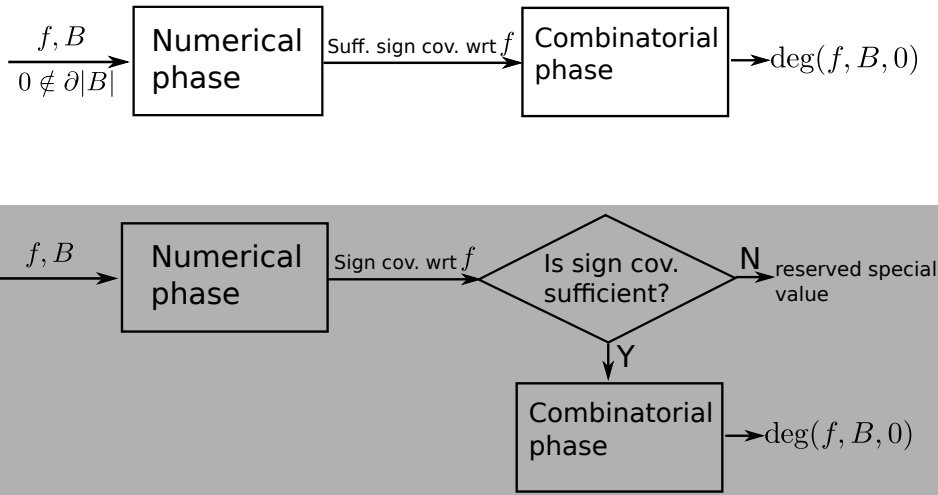 f, B
0 ∉ ∂|B|
Numerical
phase
Suff. sign cov. wrt f
Combinatorial
phase
deg(f, B, 0)
f, B
Numerical
phase
Sign cov. wrt f
Is sign cov.
sufficient?
N
reserved special
value
Y
Combinatorial
phase
deg(f, B, 0)